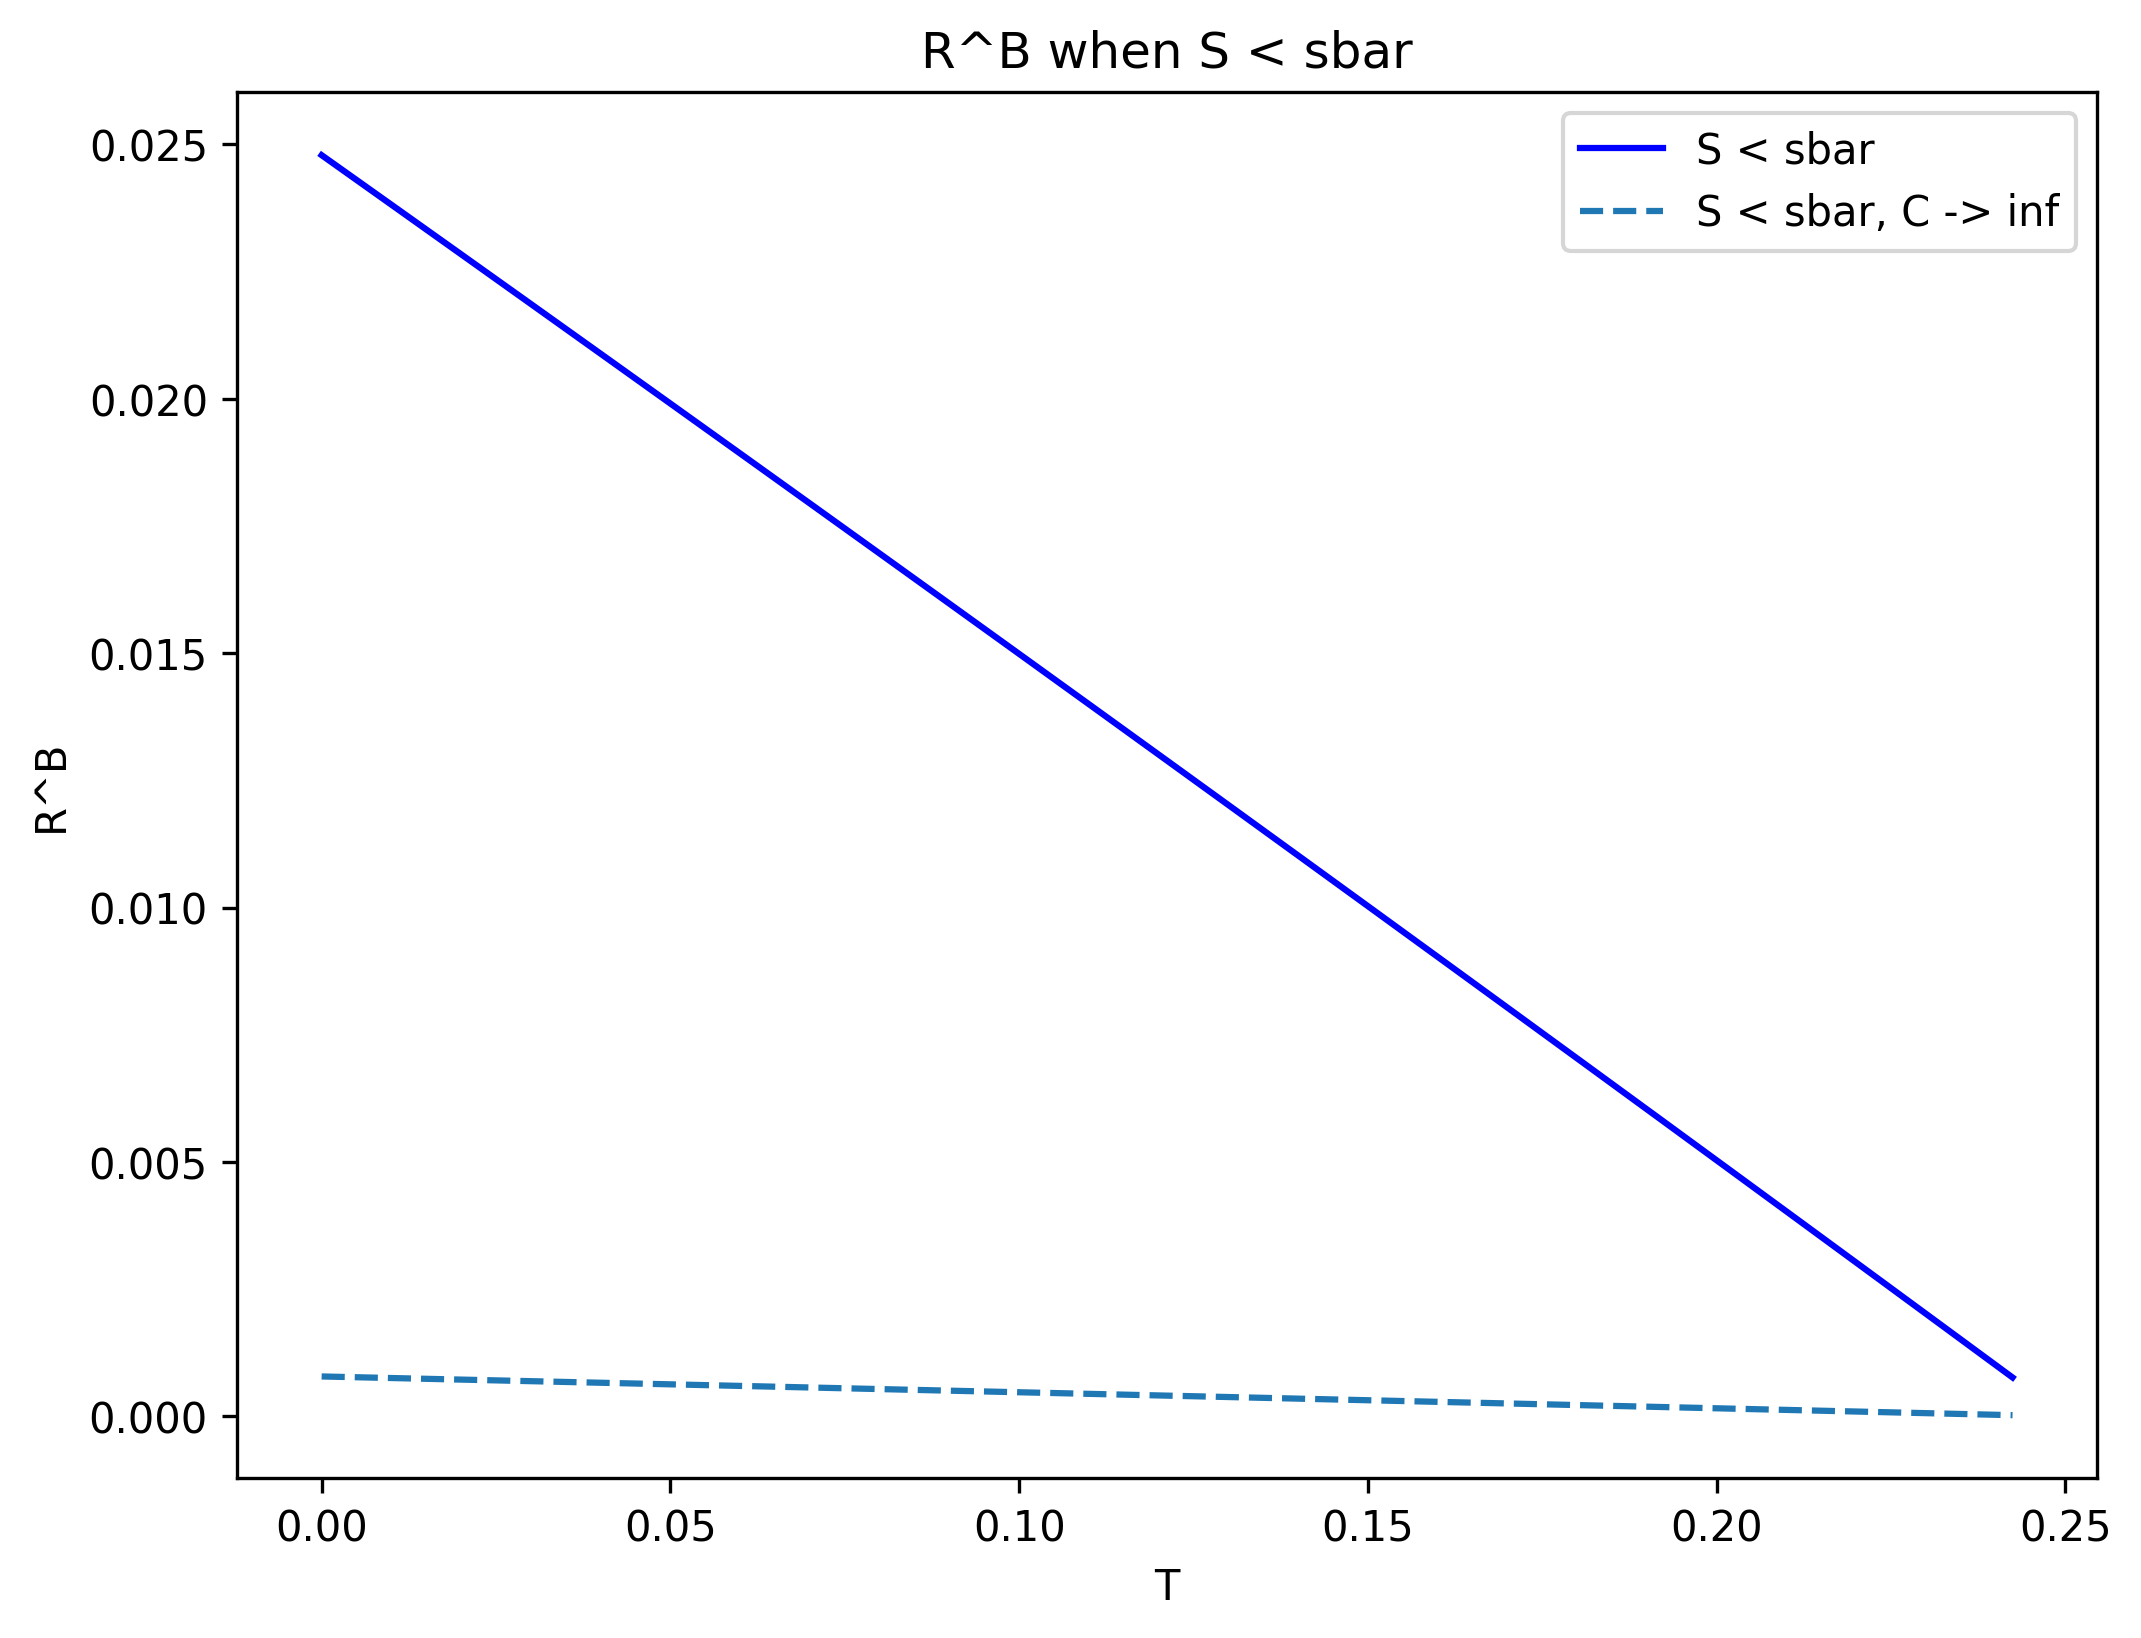 R^B when S < sbar
S < sbar
S < sbar, C -> inf
0.025
0.020
0.015
0.010
0.005
0.000
R^B
0.00 0.05 0.10 0.15 0.20 0.25
T